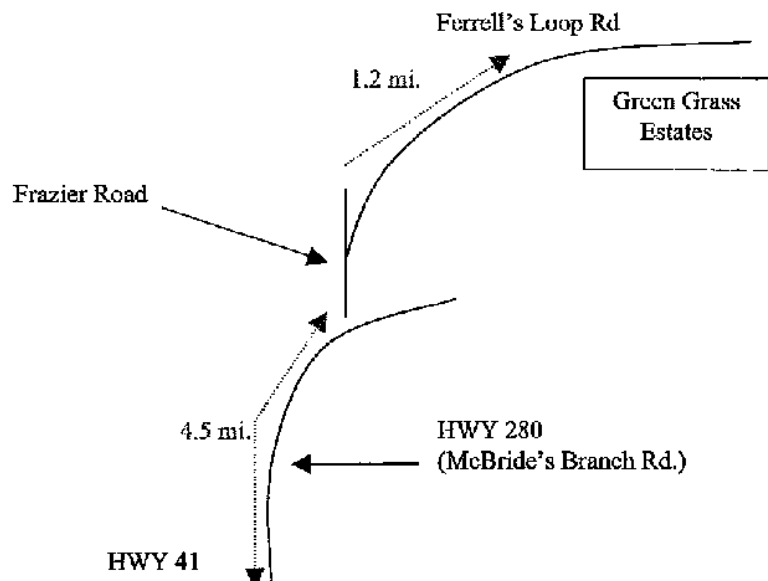 Ferrell's Loop Rd
1.2 mi.
Green Grass
Estates
Frazier Road
4.5 mi.
HWY 280
(McBride's Branch Rd.)
HWY 41